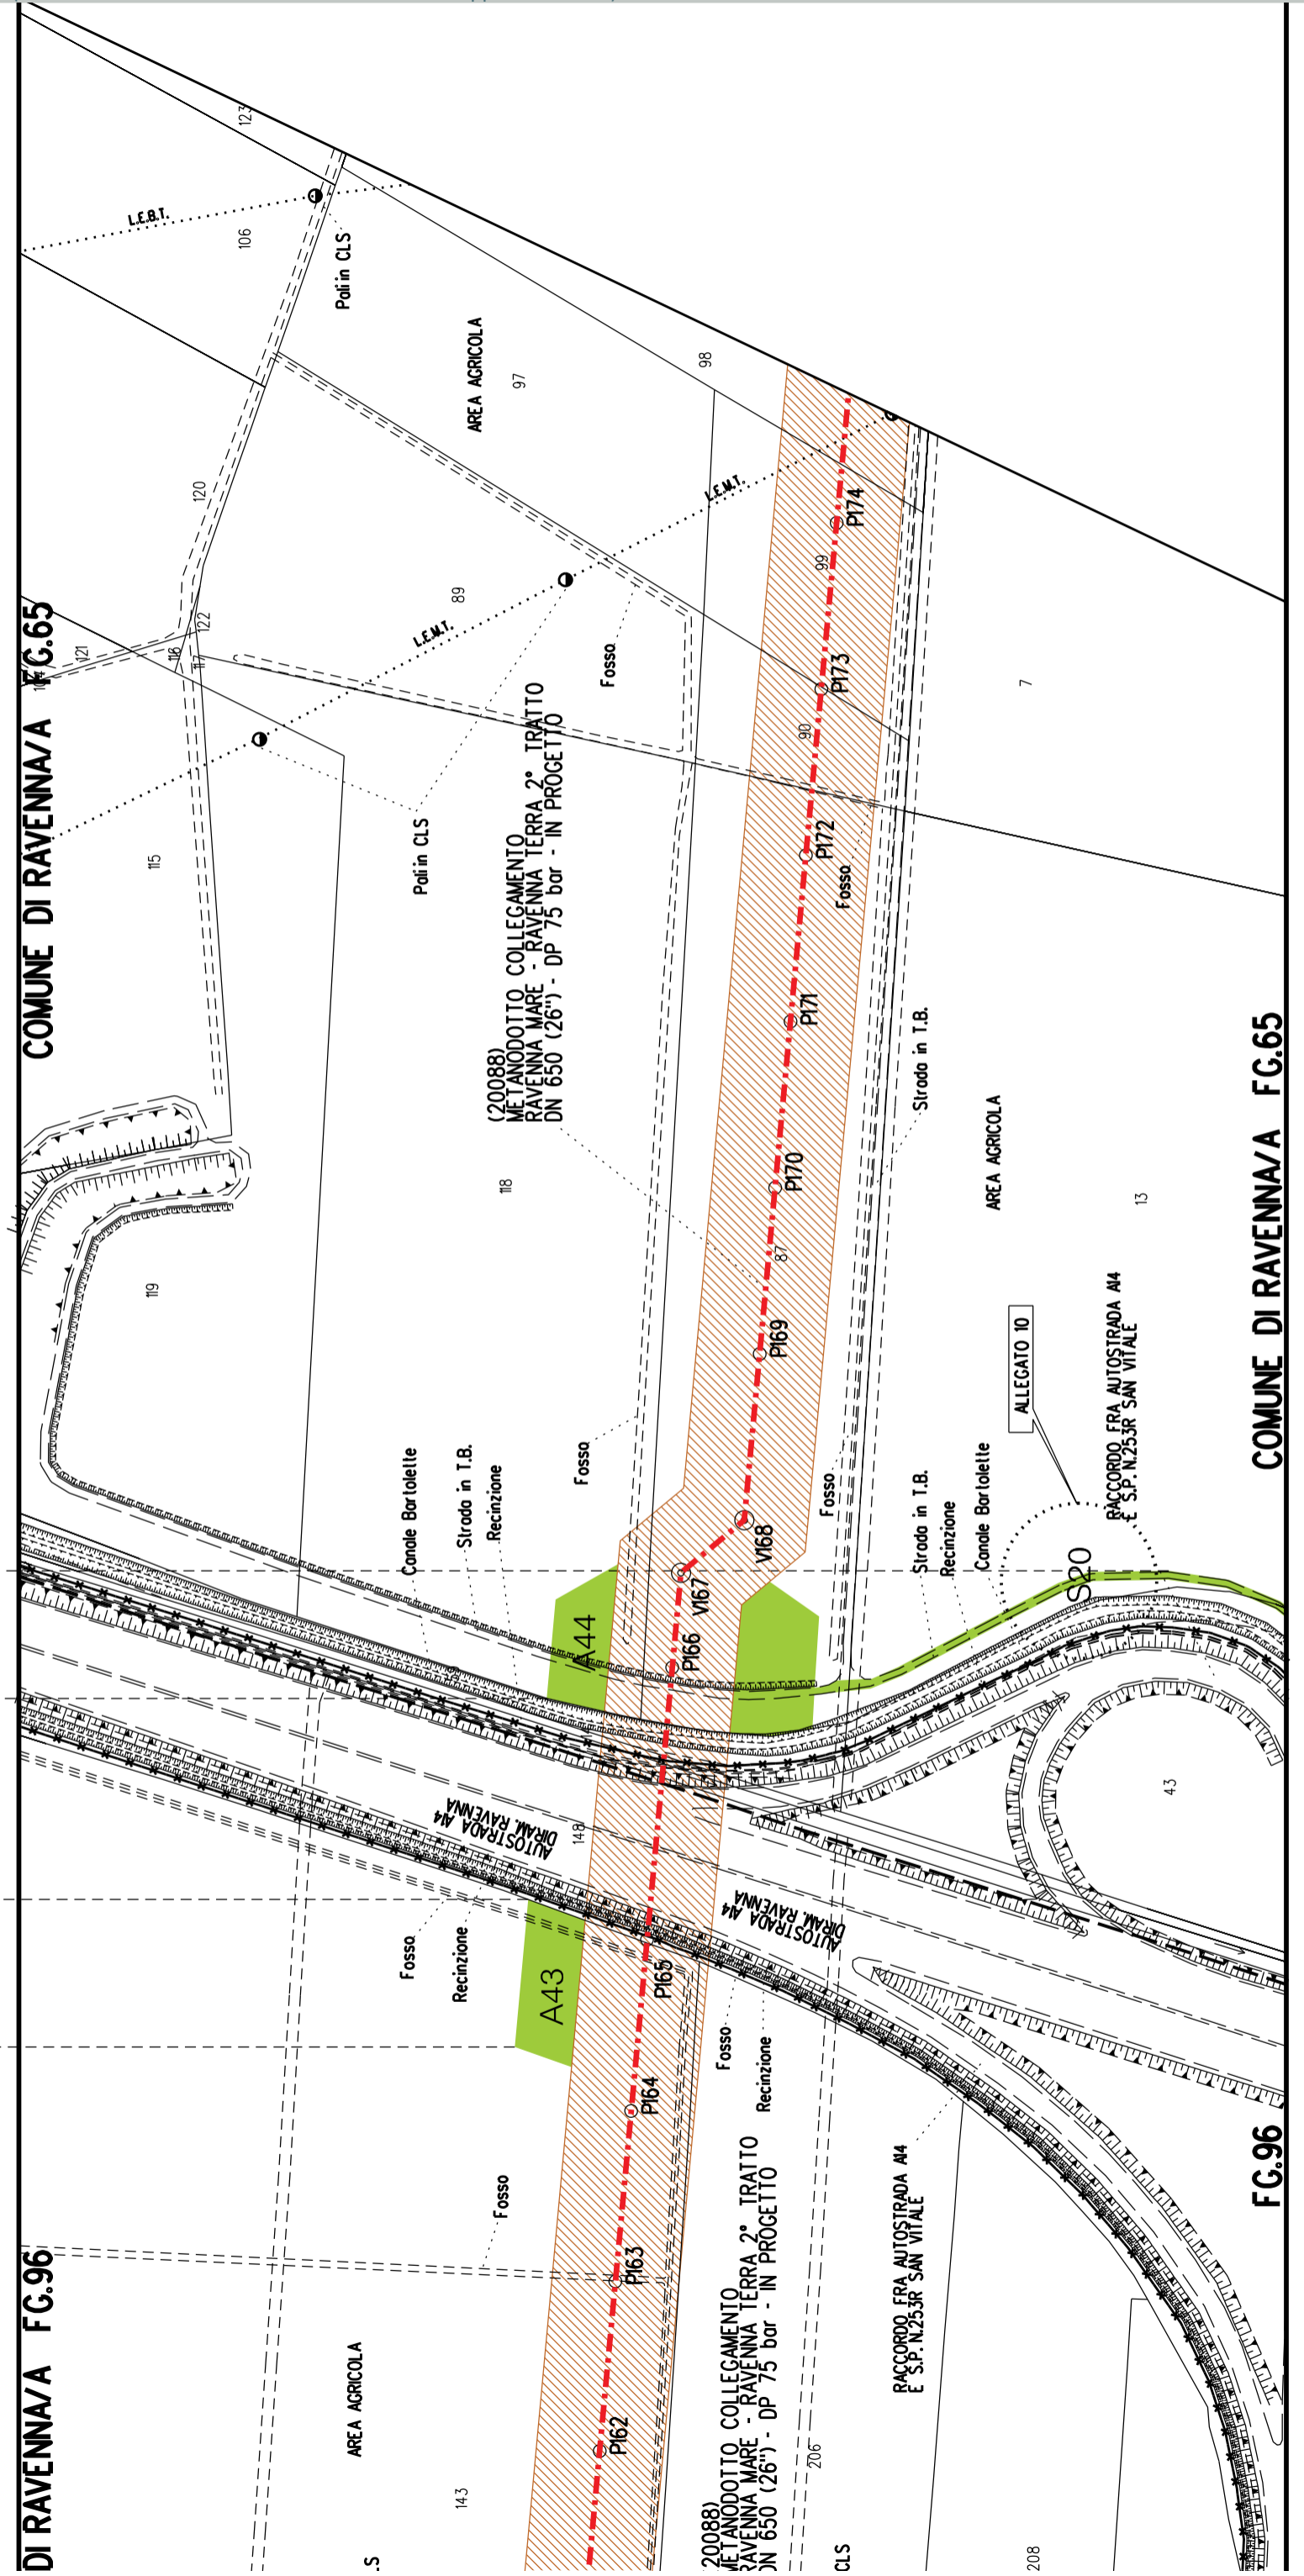 COMUNE DI RAVENNA/A FG.65
DI RAVENNA/A FG.96
123
L.E.B.T.
106
Pali in CLS
AREA AGRICOLA
97
98
120
121
122
116
117
115
89
L.E.M.T.
L.E.M.T.
Pali in CLS
Fosso
(20088)
METANODOTTO COLLEGAMENTO
RAVENNA MARE - RAVENNA TERRA 2° TRATTO
DN 650 (26") - DP 75 bar - IN PROGETTO
P174
99
P173
90
P172
Fosso
P171
P170
87
P169
V168
V167
P166
P165
P164
P163
P162
7
118
119
Strada in T.B.
AREA AGRICOLA
13
ALLEGATO 10
RACCORDO FRA AUTOSTRADA A14
E S.P. N.253R SAN VITALE
COMUNE DI RAVENNA/A FG.65
Canale Bartolette
Strada in T.B.
Recinzione
Fosso
Fosso
Strada in T.B.
Recinzione
Canale Bartolette
S20
A44
43
AUTOSTRADA A14
DIRAM. RAVENNA
148
AUTOSTRADA A14
DIRAM. RAVENNA
Fosso
Recinzione
A43
Fosso
Recinzione
Fosso
RACCORDO FRA AUTOSTRADA A14
E S.P. N.253R SAN VITALE
FG.96
AREA AGRICOLA
143
20088)
METANODOTTO COLLEGAMENTO
RAVENNA MARE - RAVENNA TERRA 2° TRATTO
DN 650 (26") - DP 75 bar - IN PROGETTO
206
208
CLS
LS